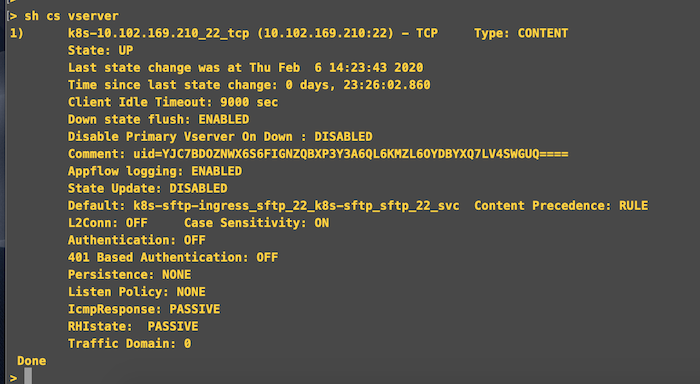 > sh cs vserver
1) k8s-10.102.169.210_22_tcp (10.102.169.210:22) - TCP Type: CONTENT
State: UP
Last state change was at Thu Feb 6 14:23:43 2020
Time since last state change: 0 days, 23:26:02.860
Client Idle Timeout: 9000 sec
Down state flush: ENABLED
Disable Primary Vserver On Down : DISABLED
Comment: uid=YJC7BDOZNWX6S6FIGNZQBXP3Y3A6QL6KMZL6OYDBYXQ7LV4SWGUQ====
Appflow logging: ENABLED
State Update: DISABLED
Default: k8s-sftp-ingress_sftp_22_k8s-sftp_sftp_22_svc Content Precedence: RULE
L2Conn: OFF Case Sensitivity: ON
Authentication: OFF
401 Based Authentication: OFF
Persistence: NONE
Listen Policy: NONE
IcmpResponse: PASSIVE
RHIstate: PASSIVE
Traffic Domain: 0
Done
>